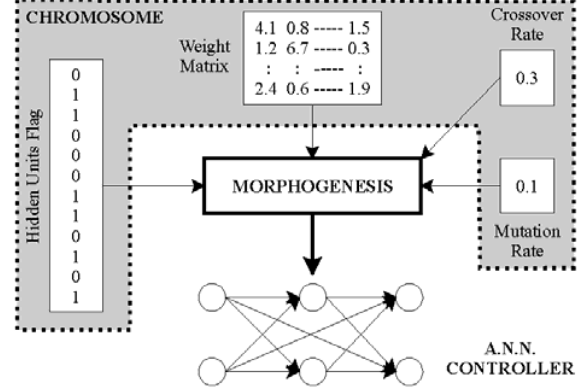 CHROMOSOME
Weight
Matrix
4.1 0.8 ----- 1.5
1.2 6.7 ----- 0.3
: : ----- :
2.4 0.6 ----- 1.9
Crossover
Rate
0.3
Hidden Units Flag
0
1
1
0
0
0
1
1
0
1
0
1
MORPHOGENESIS
0.1
Mutation
Rate
A.N.N.
CONTROLLER